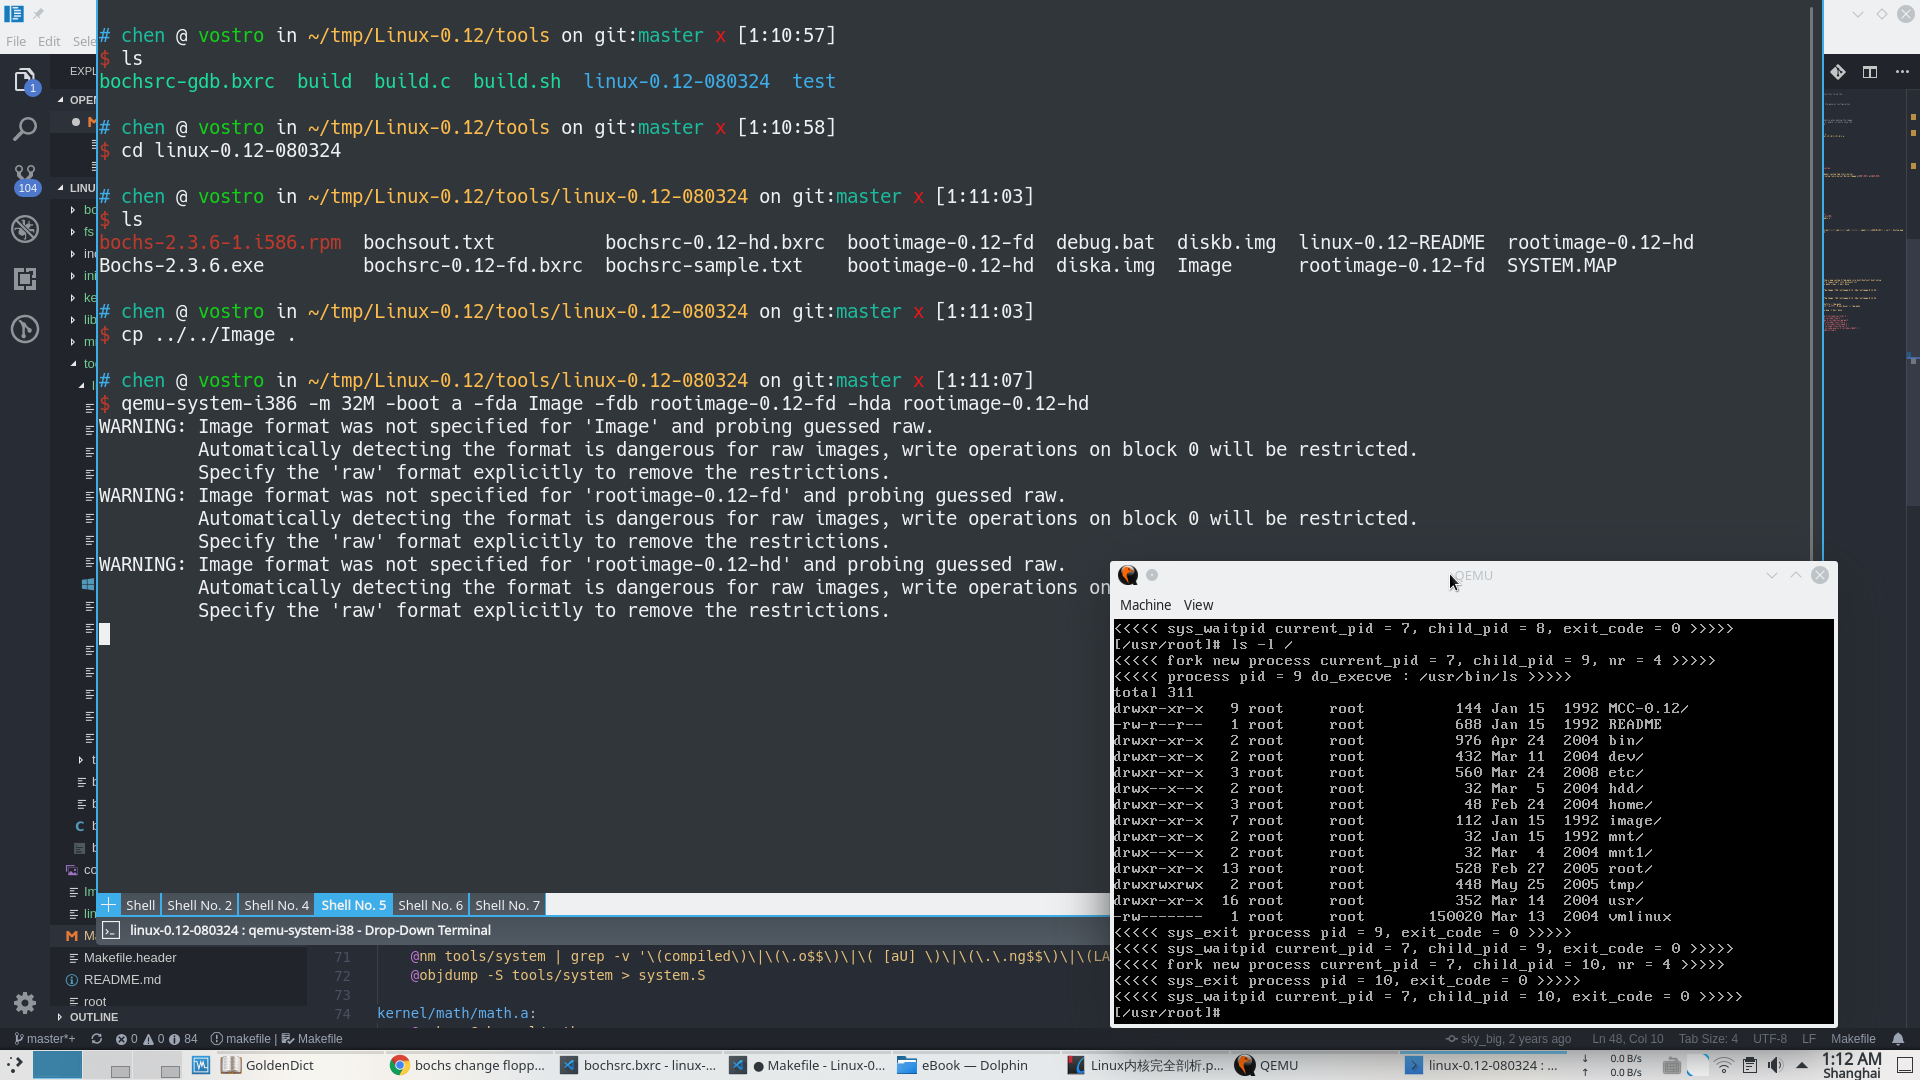 # chen @ vostro in ~/tmp/Linux-0.12/tools on git:master x [1:10:57]
$ ls
bochsrc-gdb.bxrc  build  build.c  build.sh  linux-0.12-080324  test
# chen @ vostro in ~/tmp/Linux-0.12/tools on git:master x [1:10:58]
$ cd linux-0.12-080324
# chen @ vostro in ~/tmp/Linux-0.12/tools/linux-0.12-080324 on git:master x [1:11:03]
$ ls
bochs-2.3.6-1.i586.rpm  bochsout.txt  bochsrc-0.12-hd.bxrc  bootimage-0.12-fd  debug.bat  diskb.img  linux-0.12-README  rootimage-0.12-hd
Bochs-2.3.6.exe  bochsrc-0.12-fd.bxrc  bochsrc-sample.txt  bootimage-0.12-hd  diska.img  Image  rootimage-0.12-fd  SYSTEM.MAP
# chen @ vostro in ~/tmp/Linux-0.12/tools/linux-0.12-080324 on git:master x [1:11:03]
$ cp ../../Image .
# chen @ vostro in ~/tmp/Linux-0.12/tools/linux-0.12-080324 on git:master x [1:11:07]
$ qemu-system-i386 -m 32M -boot a -fda Image -fdb rootimage-0.12-fd -hda rootimage-0.12-hd
WARNING: Image format was not specified for 'Image' and probing guessed raw.
Automatically detecting the format is dangerous for raw images, write operations on block 0 will be restricted.
Specify the 'raw' format explicitly to remove the restrictions.
WARNING: Image format was not specified for 'rootimage-0.12-fd' and probing guessed raw.
Automatically detecting the format is dangerous for raw images, write operations on block 0 will be restricted.
Specify the 'raw' format explicitly to remove the restrictions.
WARNING: Image format was not specified for 'rootimage-0.12-hd' and probing guessed raw.
Automatically detecting the format is dangerous for raw images, write operations on
Specify the 'raw' format explicitly to remove the restrictions.
QEMU
Machine View
<<<<< sys_waitpid current_pid = 7, child_pid = 8, exit_code = 0 >>>>>
[/usr/root]# ls -l /
<<<<< fork new process current_pid = 7, child_pid = 9, nr = 4 >>>>>
<<<<< process pid = 9 do_execve : /usr/bin/ls >>>>>
total 311
drwxr-xr-x 9 root root 144 Jan 15 1992 MCC-0.12/
-rw-r--r-- 1 root root 688 Jan 15 1992 README
drwxr-xr-x 2 root root 976 Apr 24 2004 bin/
drwxr-xr-x 2 root root 432 Mar 11 2004 dev/
drwxr-xr-x 3 root root 560 Mar 24 2008 etc/
drwx--x--x 2 root root 32 Mar 5 2004 hdd/
drwxr-xr-x 3 root root 48 Feb 24 2004 home/
drwxr-xr-x 7 root root 112 Jan 15 1992 image/
drwxr-xr-x 2 root root 32 Jan 15 1992 mnt/
drwx--x--x 2 root root 32 Mar 4 2004 mnt1/
drwxr-xr-x 13 root root 528 Feb 27 2005 root/
drwxrwxrwx 2 root root 448 May 25 2005 tmp/
drwxr-xr-x 16 root root 352 Mar 14 2004 usr/
-rw------- 1 root root 150020 Mar 13 2004 vmlinux
<<<<< sys_exit process pid = 9, exit_code = 0 >>>>>
<<<<< sys_waitpid current_pid = 7, child_pid = 9, exit_code = 0 >>>>>
<<<<< fork new process current_pid = 7, child_pid = 10, nr = 4 >>>>>
<<<<< sys_exit process pid = 10, exit_code = 0 >>>>>
<<<<< sys_waitpid current_pid = 7, child_pid = 10, exit_code = 0 >>>>>
[/usr/root]#
Shell Shell No. 2 Shell No. 4 Shell No. 5 Shell No. 6 Shell No. 7
linux-0.12-080324 : qemu-system-i38 - Drop-Down Terminal
File Edit Sele
EXPL
OPEN
1
LINU
104
bo
fs
ini
ke
lib
to
Makefile.header
README.md
root
OUTLINE
71 @nm tools/system | grep -v '\(compiled\)\|\(\.o$$\)\|\( [aU] \)\|\(\.\.ng$$\)\|\(LA
72 @objdump -S tools/system > system.S
73
74 kernel/math/math.a:
master*+ 0 0 84 makefile | Makefile sky_big, 2 years ago Ln 48, Col 10 Tab Size: 4 UTF-8 LF Makefile
GoldenDict bochs change flopp... bochsrc.bxrc - linux-... ● Makefile - Linux-0... eBook — Dolphin Linux内核完全剖析.p... QEMU linux-0.12-080324 : ...
0.0 B/s
0.0 B/s
1:12 AM
Shanghai